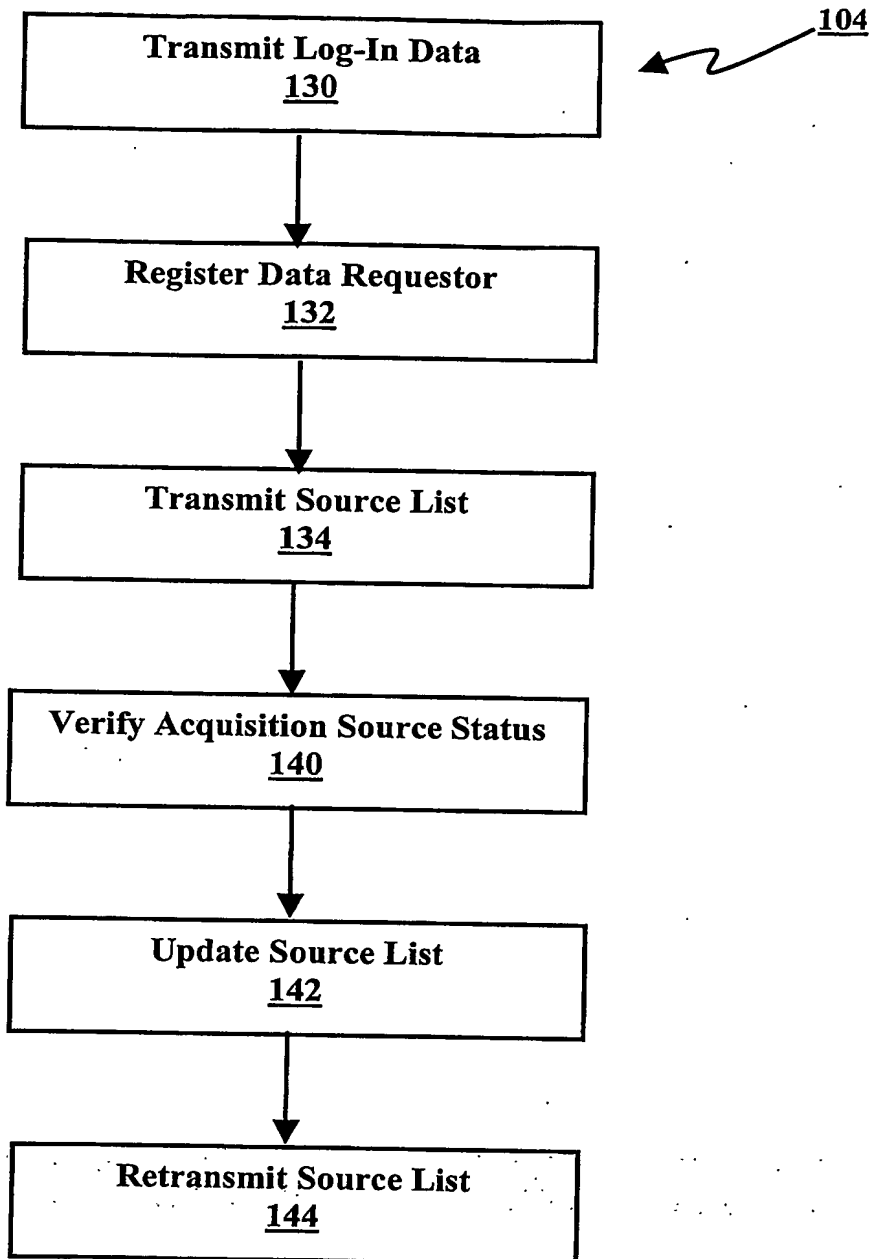 104
Transmit Log-In Data
130
Register Data Requestor
132
Transmit Source List
134
Verify Acquisition Source Status
140
Update Source List
142
Retransmit Source List
144